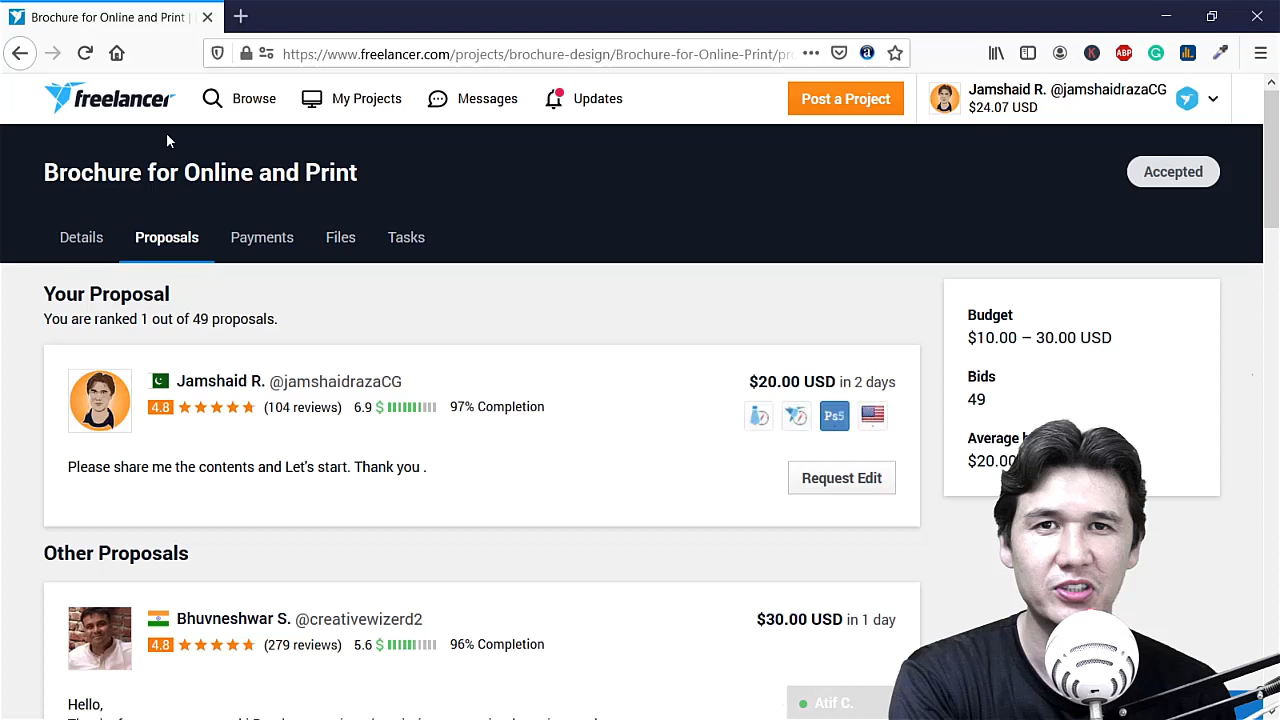 Brochure for Online and Print |
https://www.freelancer.com/projects/brochure-design/Brochure-for-Online-Print/pr
ABP
freelancer
Browse
My Projects
Messages
Updates
Post a Project
Jamshaid R. @jamshaidrazaCG
$24.07 USD
Brochure for Online and Print
Accepted
Details
Proposals
Payments
Files
Tasks
Your Proposal
You are ranked 1 out of 49 proposals.
Jamshaid R. @jamshaidrazaCG
4.8 (104 reviews) 6.9 $ 97% Completion
$20.00 USD in 2 days
Ps5
Please share me the contents and Let's start. Thank you .
Request Edit
Budget
$10.00 – 30.00 USD
Bids
49
Average
$20.00
Other Proposals
Bhuvneshwar S. @creativewizerd2
4.8 (279 reviews) 5.6 $ 96% Completion
$30.00 USD in 1 day
Hello,
Atif C.